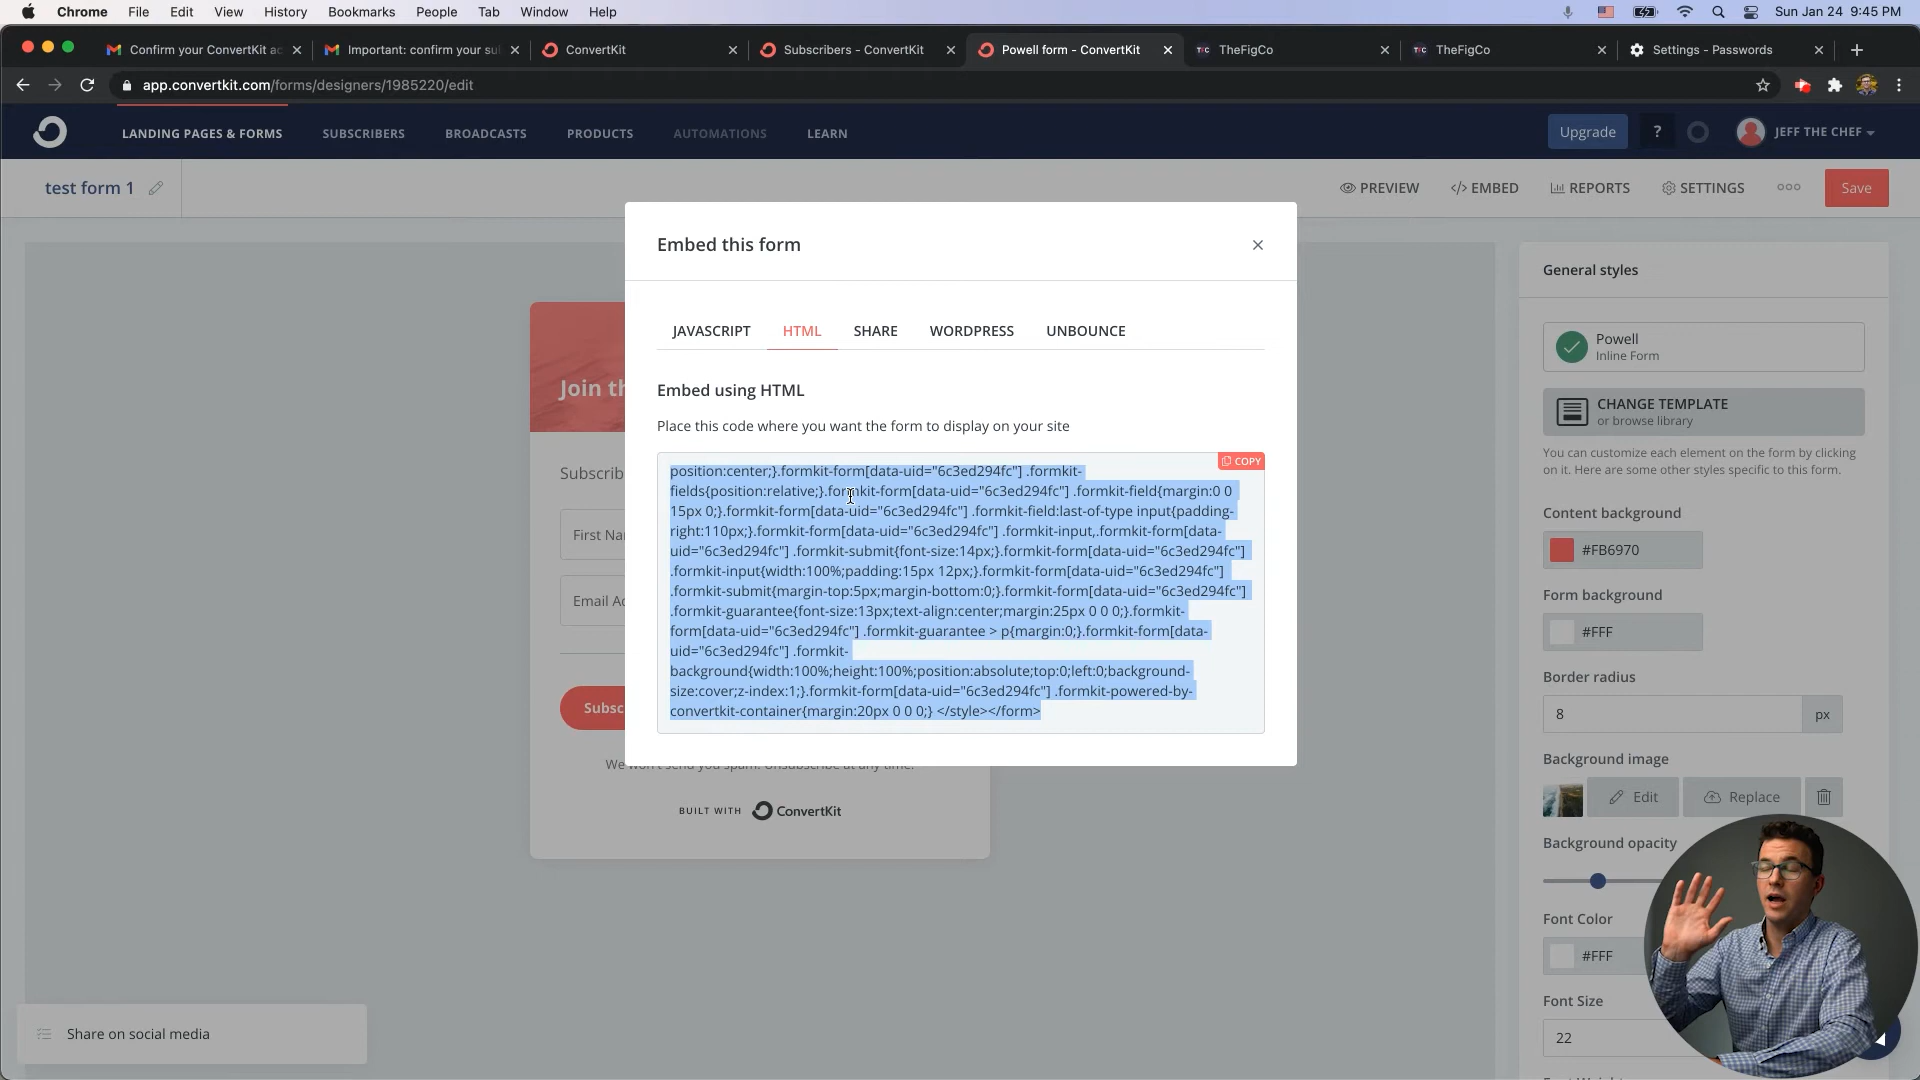 Chrome File Edit View History Bookmarks People Tab Window Help
Sun Jan 24 9:45 PM
Confirm your ConvertKit ac
Important: confirm your su
ConvertKit
Subscribers - ConvertKit
Powell form - ConvertKit
TheFigCo
TheFigCo
Settings - Passwords
app.convertkit.com/forms/designers/1985220/edit
LANDING PAGES & FORMS SUBSCRIBERS BROADCASTS PRODUCTS AUTOMATIONS LEARN
Upgrade
?
JEFF THE CHEF
test form 1
PREVIEW
</> EMBED
REPORTS
SETTINGS
Save
Embed this form
JAVASCRIPT HTML SHARE WORDPRESS UNBOUNCE
Embed using HTML
Place this code where you want the form to display on your site
COPY
position:center;}.formkit-form[data-uid="6c3ed294fc"] .formkit-
fields{position:relative;}.formkit-form[data-uid="6c3ed294fc"] .formkit-field{margin:0 0
15px 0;}.formkit-form[data-uid="6c3ed294fc"] .formkit-field:last-of-type input{padding-
right:110px;}.formkit-form[data-uid="6c3ed294fc"] .formkit-input,.formkit-form[data-
uid="6c3ed294fc"] .formkit-submit{font-size:14px;}.formkit-form[data-uid="6c3ed294fc"]
.formkit-input{width:100%;padding:15px 12px;}.formkit-form[data-uid="6c3ed294fc"]
.formkit-submit{margin-top:5px;margin-bottom:0;}.formkit-form[data-uid="6c3ed294fc"]
.formkit-guarantee{font-size:13px;text-align:center;margin:25px 0 0 0;}.formkit-
form[data-uid="6c3ed294fc"] .formkit-guarantee > p{margin:0;}.formkit-form[data-
uid="6c3ed294fc"] .formkit-
background{width:100%;height:100%;position:absolute;top:0;left:0;background-
size:cover;z-index:1;}.formkit-form[data-uid="6c3ed294fc"] .formkit-powered-by-
convertkit-container{margin:20px 0 0 0;} </style></form>
Join th
Subscrib
First Nar
Email Ad
Subsc
We won't send you spam. Unsubscribe at any time.
BUILT WITH ConvertKit
Share on social media
General styles
Powell
Inline Form
CHANGE TEMPLATE
or browse library
You can customize each element on the form by clicking
on it. Here are some other styles specific to this form.
Content background
#FB6970
Form background
#FFF
Border radius
8 px
Background image
Edit
Replace
Background opacity
Font Color
#FFF
Font Size
22